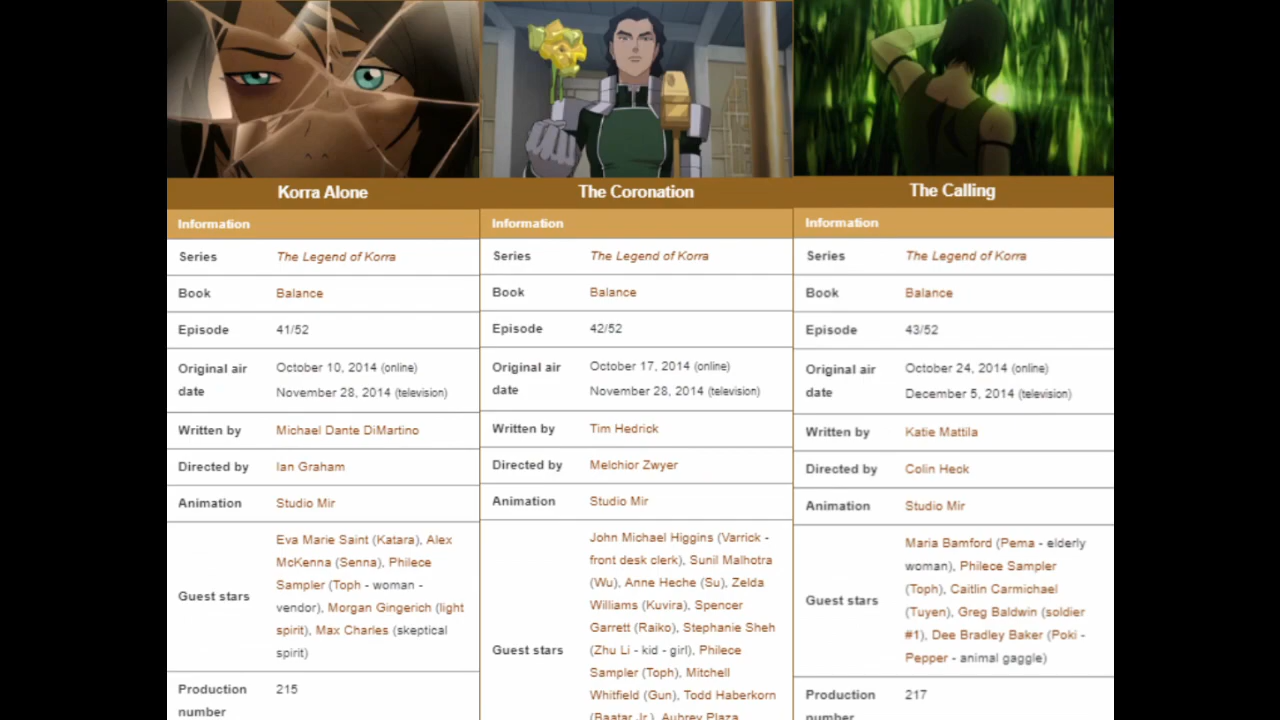 Korra Alone
Information
Series The Legend of Korra
Book Balance
Episode 41/52
Original air date October 10, 2014 (online)
November 28, 2014 (television)
Written by Michael Dante DiMartino
Directed by Ian Graham
Animation Studio Mir
Guest stars
Eva Marie Saint (Katara), Alex
McKenna (Senna), Philece
Sampler (Toph - woman -
vendor), Morgan Gingerich (light
spirit), Max Charles (skeptical
spirit)
Production number 215
The Coronation
Information
Series The Legend of Korra
Book Balance
Episode 42/52
Original air date October 17, 2014 (online)
November 28, 2014 (television)
Written by Tim Hedrick
Directed by Melchior Zwyer
Animation Studio Mir
Guest stars
John Michael Higgins (Varrick -
front desk clerk), Sunil Malhotra
(Wu), Anne Heche (Su), Zelda
Williams (Kuvira), Spencer
Garrett (Raiko), Stephanie Sheh
(Zhu Li - kid - girl), Philece
Sampler (Toph), Mitchell
Whitfield (Gun), Todd Haberkorn
(Baatar Jr.), Aubrey Plaza
The Calling
Information
Series The Legend of Korra
Book Balance
Episode 43/52
Original air date October 24, 2014 (online)
December 5, 2014 (television)
Written by Katie Mattila
Directed by Colin Heck
Animation Studio Mir
Guest stars
Maria Bamford (Pema - elderly
woman), Philece Sampler
(Toph), Caitlin Carmichael
(Tuyen), Greg Baldwin (soldier
#1), Dee Bradley Baker (Poki -
Pepper - animal gaggle)
Production number 217